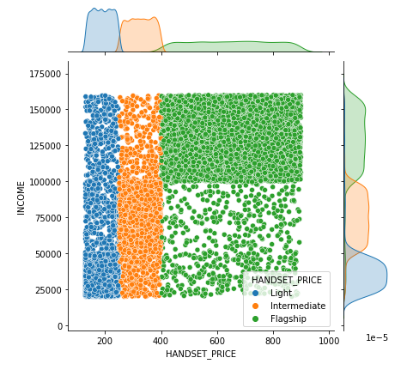 175000
150000
125000
100000
75000
50000
25000
0
INCOME
HANDSET_PRICE
Light
Intermediate
Flagship
200
400
600
800
1000
1e−5
HANDSET_PRICE